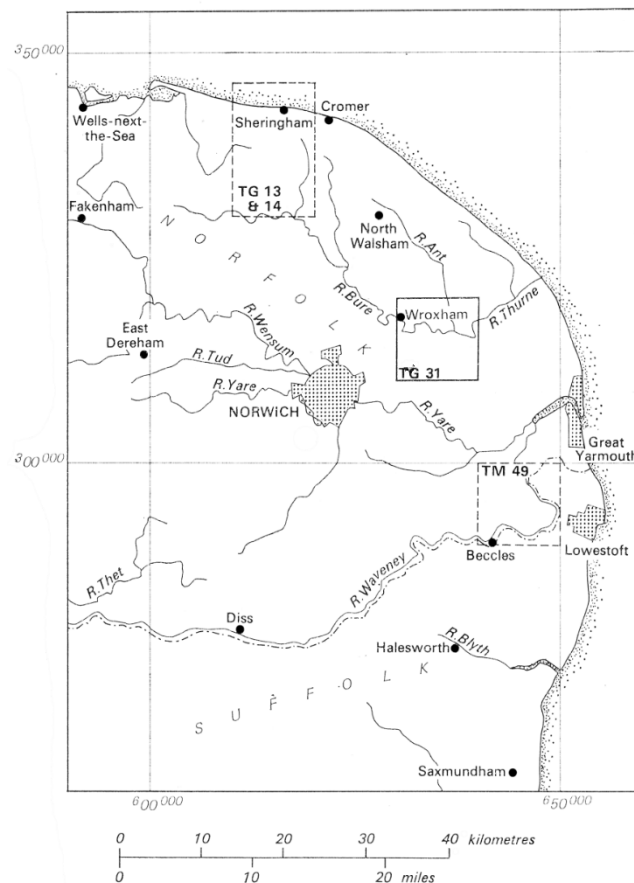 350000
Wells-next-
the-Sea
Sheringham
Cromer
TG 13
& 14
Fakenham
NORFOLK
North
Walsham
R.Ant
R.Bure
R.Thurne
Wroxham
East
Dereham
R.Wensum
R.Tud
R.Yare
NORWiCH
TG 31
R.Yare
Great
Yarmouth
300000
TM 49
Beccles
Lowestoft
R.Thet
R.Waveney
Diss
Halesworth
R.Blyth
SUFFOLK
Saxmundham
600000
650000
0 10 20 30 40 kilometres
0 10 20 miles